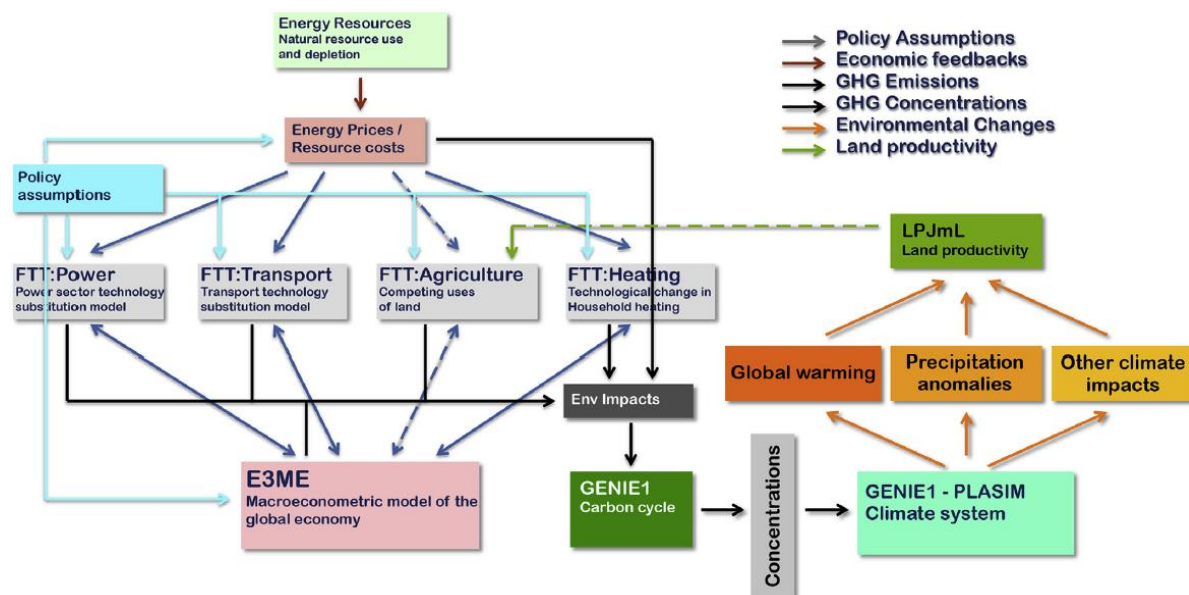 Energy Resources
Natural resource use
and depletion
Policy Assumptions
Economic feedbacks
GHG Emissions
GHG Concentrations
Environmental Changes
Land productivity
Energy Prices /
Resource costs
Policy
assumptions
LPJmL
Land productivity
FTT:Power
Power sector technology
substitution model
FTT:Transport
Transport technology
substitution model
FTT:Agriculture
Competing uses
of land
FTT:Heating
Technological change in
Household heating
Global warming
Precipitation
anomalies
Other climate
impacts
Env Impacts
E3ME
Macroeconometric model of the
global economy
GENIE1
Carbon cycle
Concentrations
GENIE1 - PLASIM
Climate system